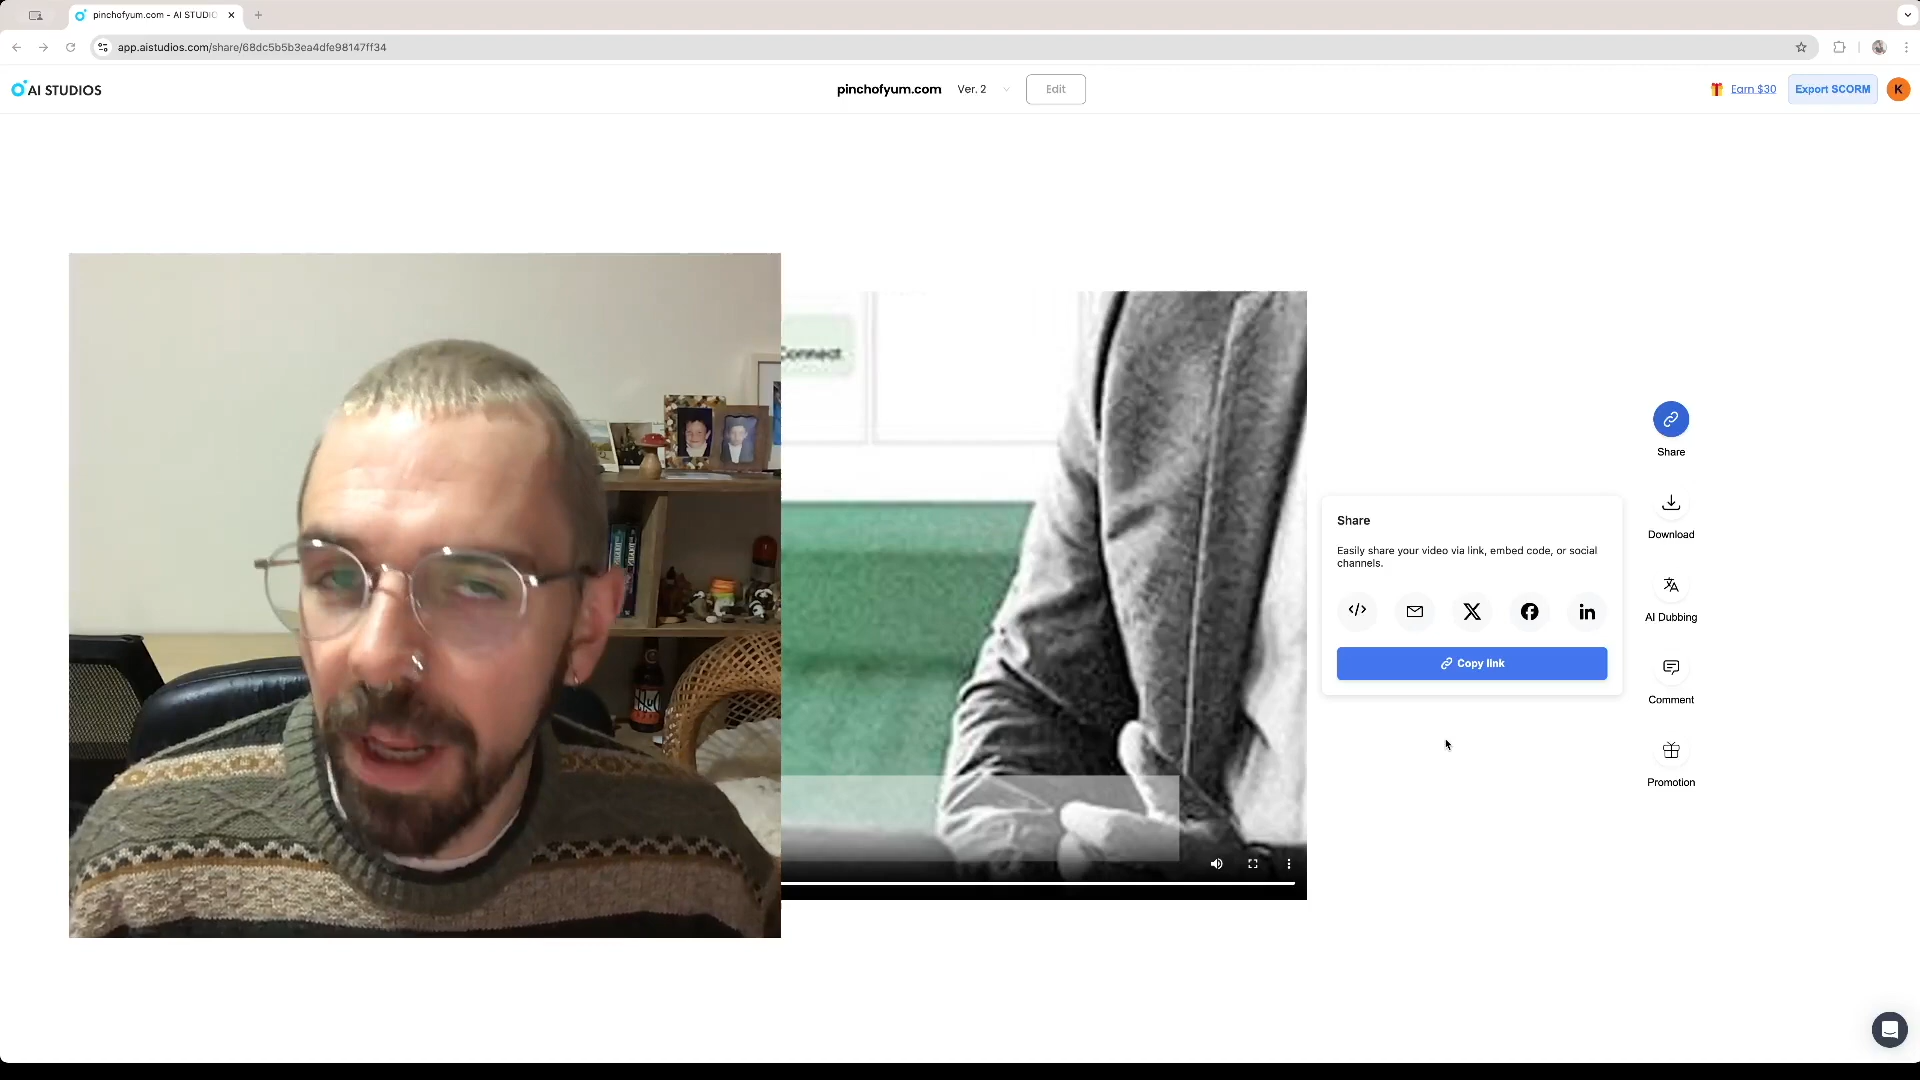 pinchofyum.com - AI STUDIO
app.aistudios.com/share/68dc5b5b3ea4dfe98147ff34
AI STUDIOS
pinchofyum.com
Ver. 2
Edit
Earn $30
Export SCORM
K
Connect
Share
Easily share your video via link, embed code, or social
channels.
Copy link
Share
Download
AI Dubbing
Comment
Promotion